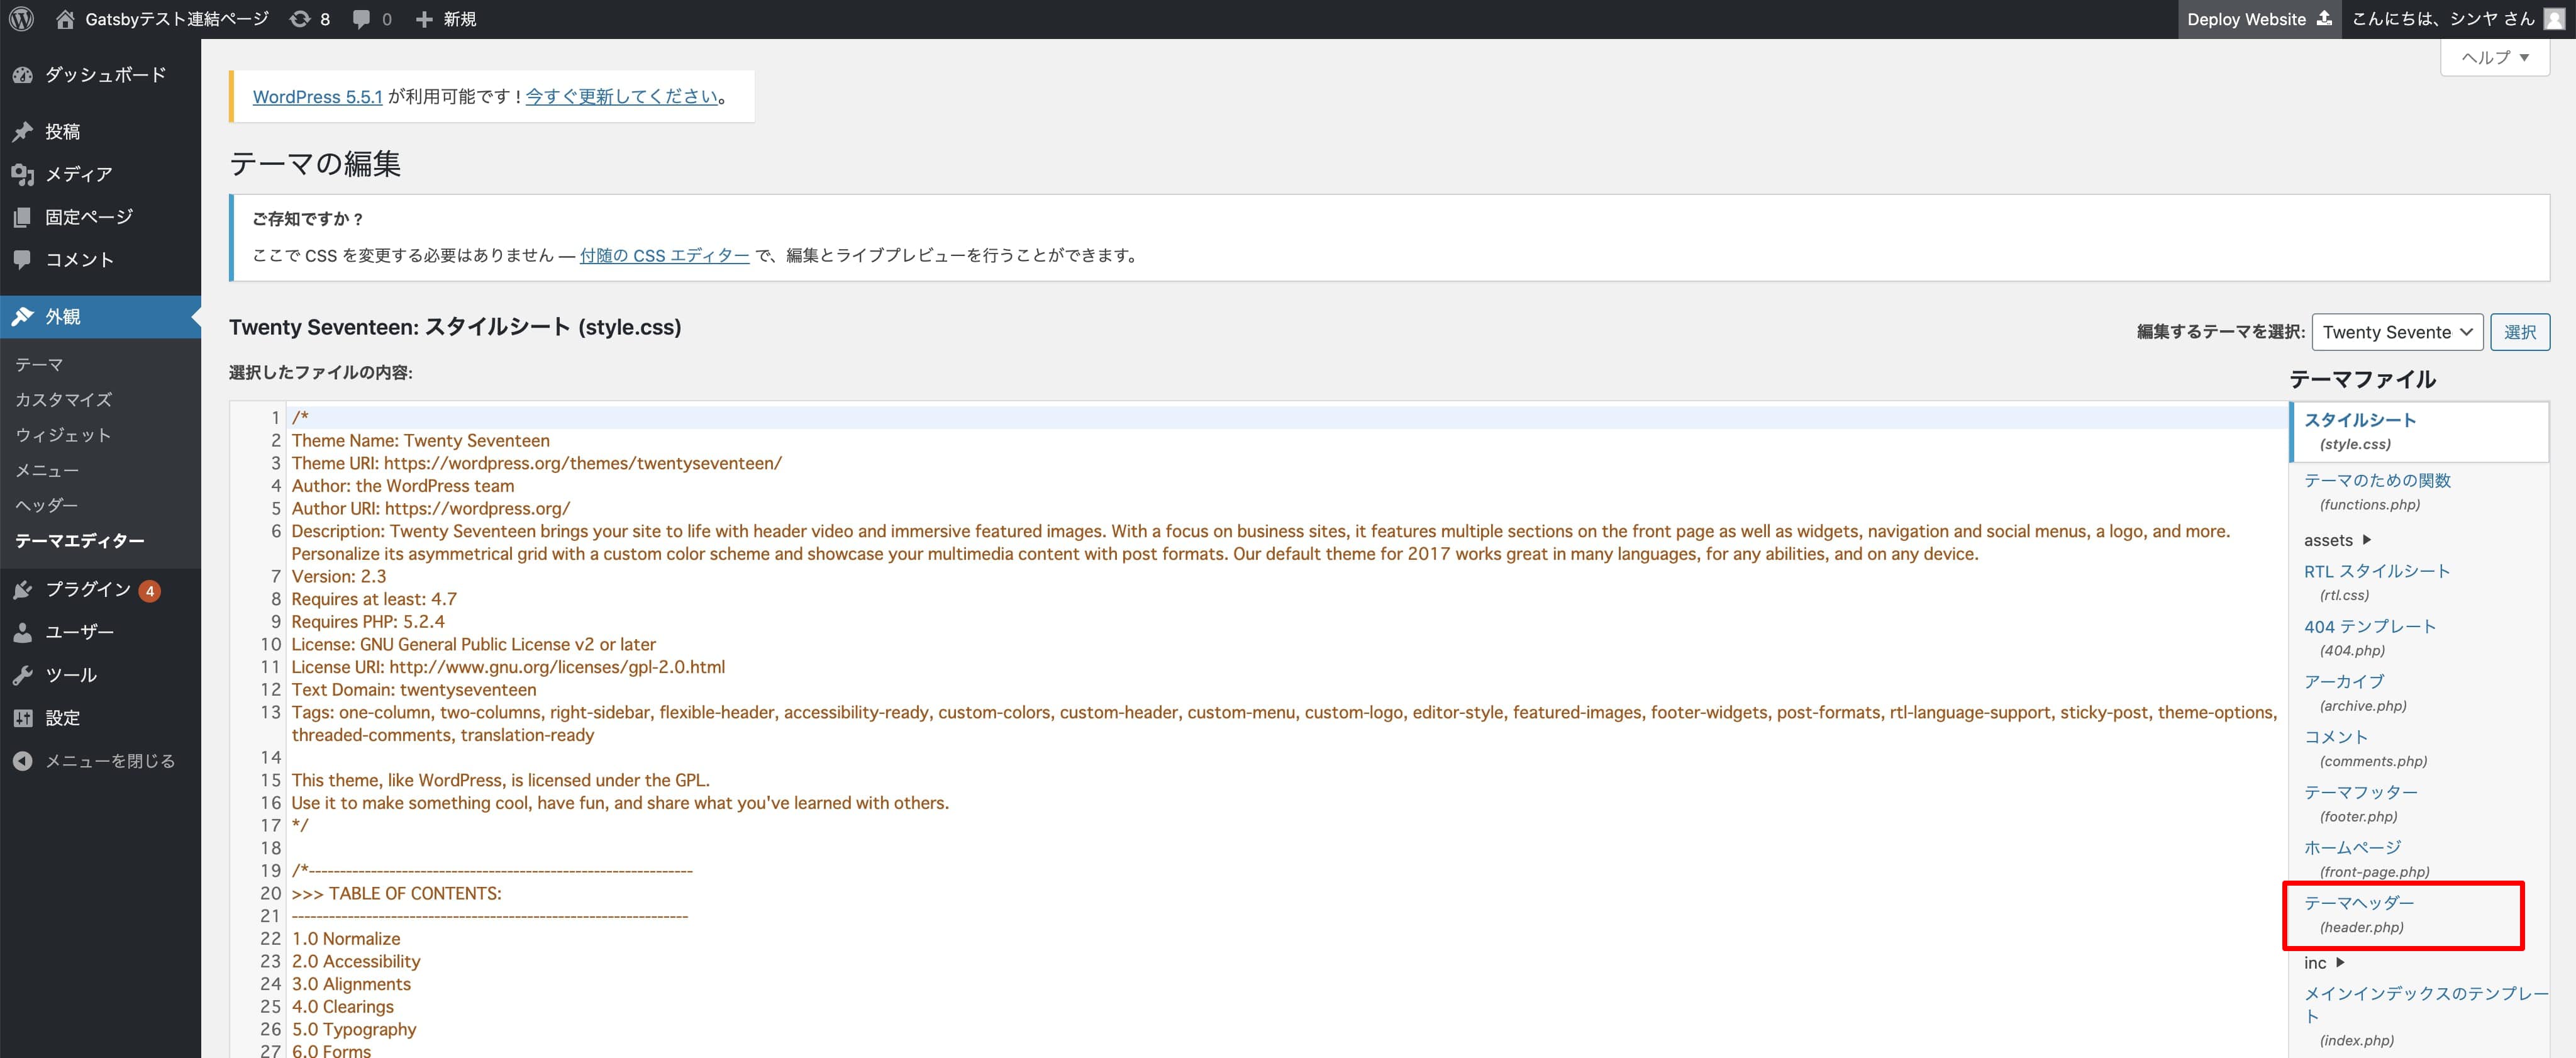 Gatsbyテスト連結ページ 8 0 新規 Deploy Website こんにちは、シンヤ さん
ダッシュボード
投稿
メディア
固定ページ
コメント
外観
テーマ
カスタマイズ
ウィジェット
メニュー
ヘッダー
テーマエディター
プラグイン 4
ユーザー
ツール
設定
メニューを閉じる
ヘルプ ▼
WordPress 5.5.1 が利用可能です ! 今すぐ更新してください。
テーマの編集
ご存知ですか ?
ここで CSS を変更する必要はありません — 付随の CSS エディター で、編集とライブプレビューを行うことができます。
Twenty Seventeen: スタイルシート (style.css)
編集するテーマを選択: Twenty Sevente 選択
選択したファイルの内容:
1 /*
2 Theme Name: Twenty Seventeen
3 Theme URI: https://wordpress.org/themes/twentyseventeen/
4 Author: the WordPress team
5 Author URI: https://wordpress.org/
6 Description: Twenty Seventeen brings your site to life with header video and immersive featured images. With a focus on business sites, it features multiple sections on the front page as well as widgets, navigation and social menus, a logo, and more.
Personalize its asymmetrical grid with a custom color scheme and showcase your multimedia content with post formats. Our default theme for 2017 works great in many languages, for any abilities, and on any device.
7 Version: 2.3
8 Requires at least: 4.7
9 Requires PHP: 5.2.4
10 License: GNU General Public License v2 or later
11 License URI: http://www.gnu.org/licenses/gpl-2.0.html
12 Text Domain: twentyseventeen
13 Tags: one-column, two-columns, right-sidebar, flexible-header, accessibility-ready, custom-colors, custom-header, custom-menu, custom-logo, editor-style, featured-images, footer-widgets, post-formats, rtl-language-support, sticky-post, theme-options,
threaded-comments, translation-ready
14
15 This theme, like WordPress, is licensed under the GPL.
16 Use it to make something cool, have fun, and share what you've learned with others.
17 */
18
19 /*--------------------------------------------------------------
20 >>> TABLE OF CONTENTS:
21 ----------------------------------------------------------------
22 1.0 Normalize
23 2.0 Accessibility
24 3.0 Alignments
25 4.0 Clearings
26 5.0 Typography
27 6.0 Forms
テーマファイル
スタイルシート
(style.css)
テーマのための関数
(functions.php)
assets ▶
RTL スタイルシート
(rtl.css)
404 テンプレート
(404.php)
アーカイブ
(archive.php)
コメント
(comments.php)
テーマフッター
(footer.php)
ホームページ
(front-page.php)
テーマヘッダー
(header.php)
inc ▶
メインインデックスのテンプレー
ト
(index.php)